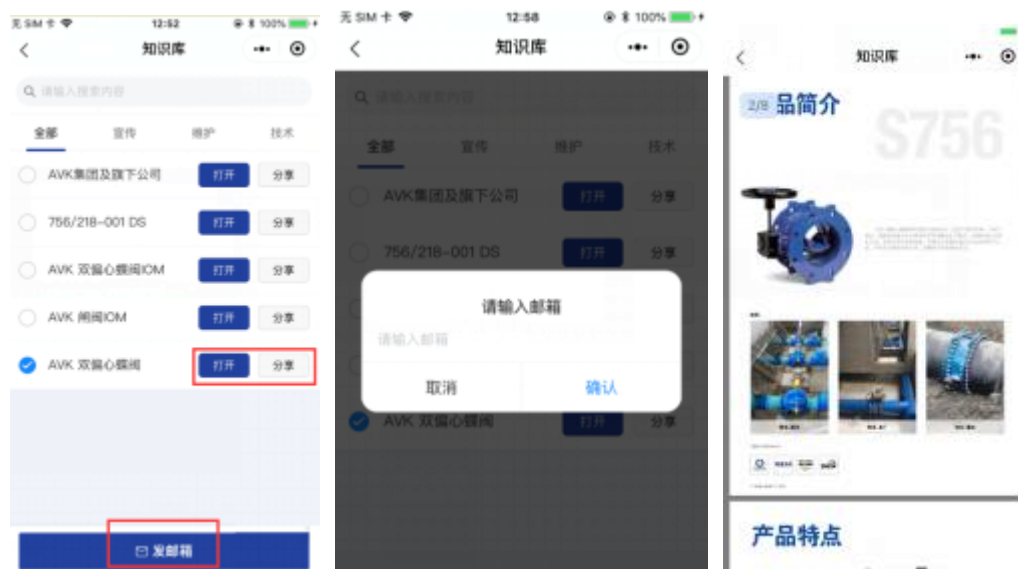 无 SIM 卡
12:52
100%
知识库
请输入搜索内容
全部 宣传 维护 技术
AVK集团及旗下公司 打开 分享
756/218-001 DS 打开 分享
AVK 双偏心蝶阀IOM 打开 分享
AVK 闸阀IOM 打开 分享
AVK 双偏心蝶阀 打开 分享
发邮箱
无 SIM 卡
12:58
100%
知识库
请输入搜索内容
全部 宣传 维护 技术
AVK集团及旗下公司 打开 分享
756/218-001 DS 打开 分享
请输入邮箱
请输入邮箱
取消 确认
AVK 双偏心蝶阀 打开 分享
知识库
2/8 品简介
S756
产品特点